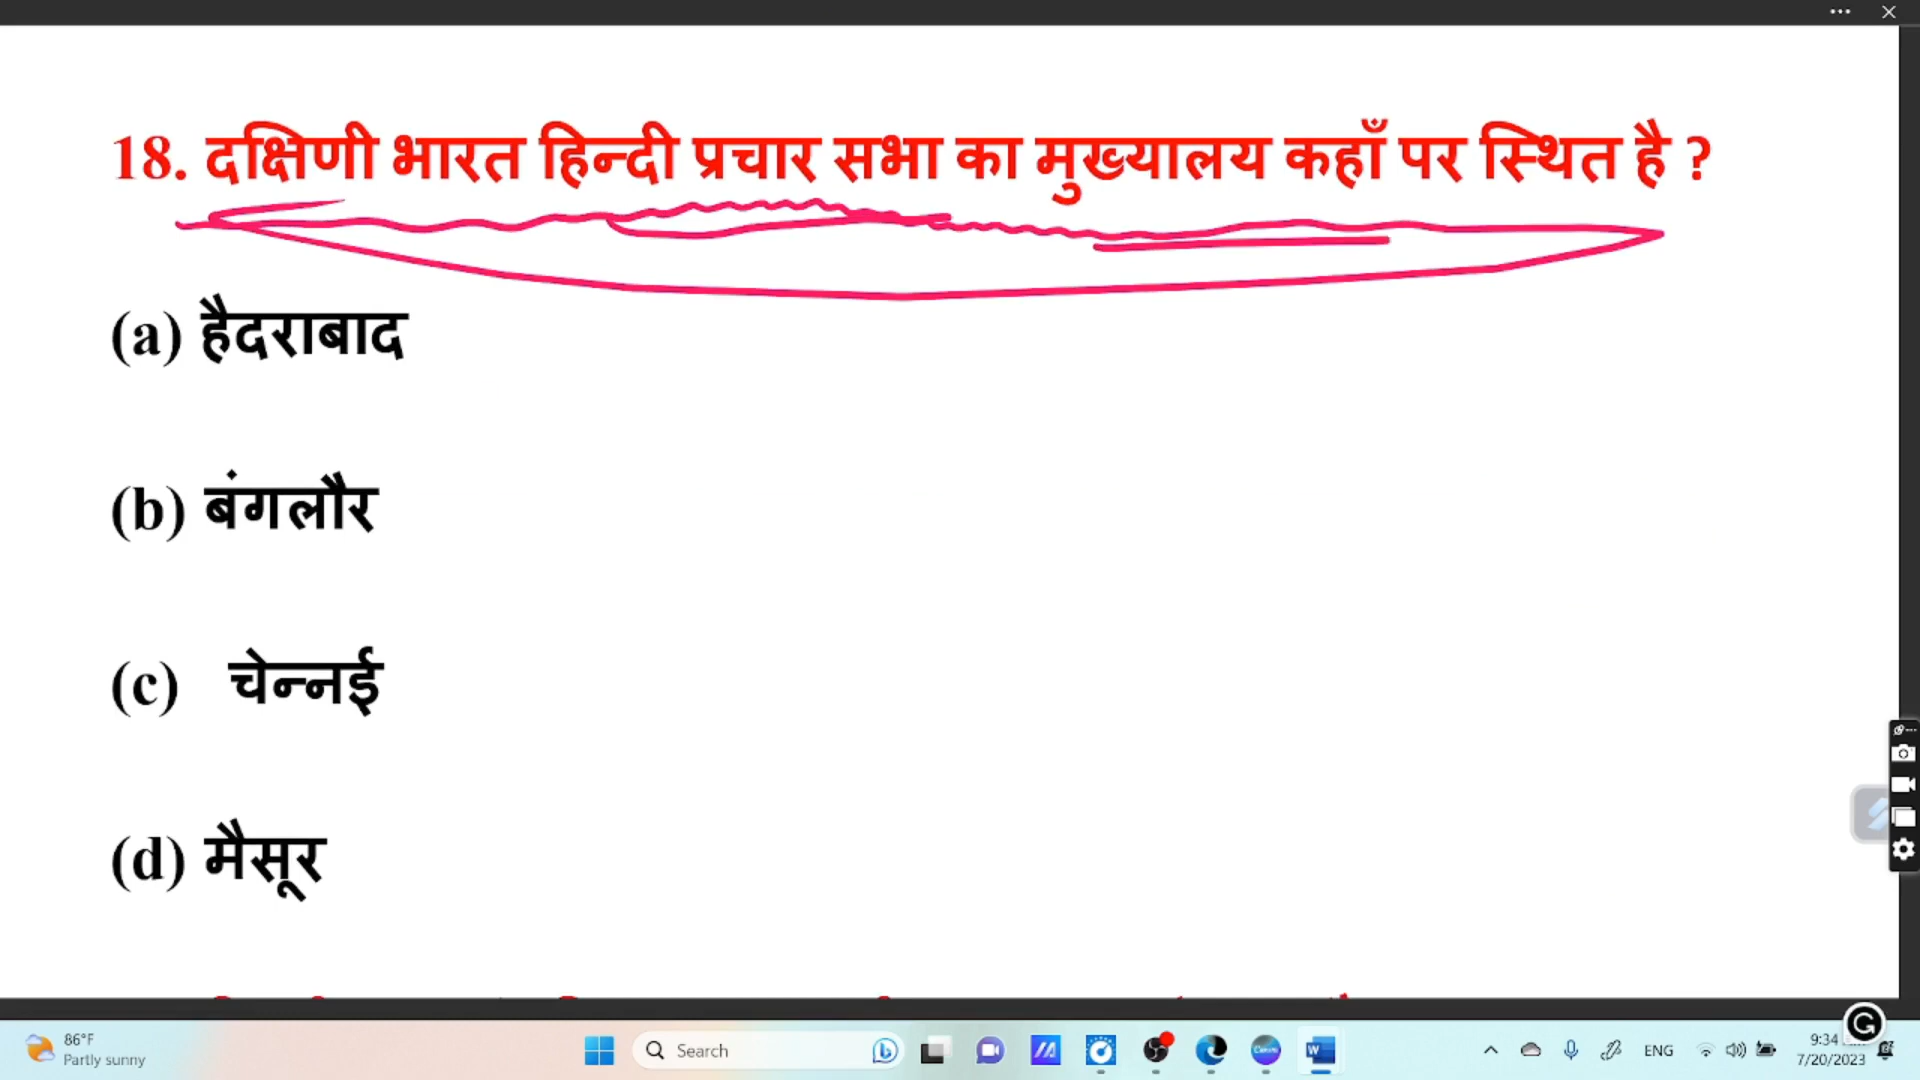 18. दक्षिणी भारत हिन्दी प्रचार सभा का मुख्यालय कहाँ पर स्थित है ?
(a) हैदराबाद
(b) बंगलौर
(c) चेन्नई
(d) मैसूर
86°F
Partly sunny
Search
ENG
9:34
7/20/2023